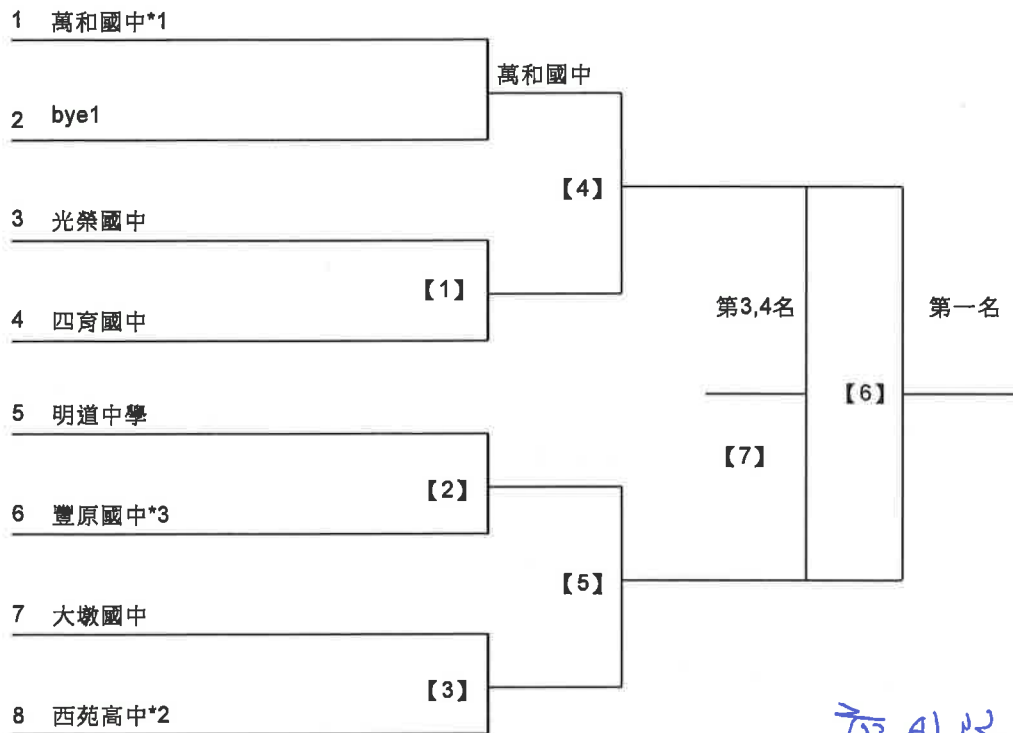 1 萬和國中*1
萬和國中
2 bye1
【4】
3 光榮國中
【1】
4 四育國中
第3,4名
第一名
【6】
5 明道中學
【7】
【2】
6 豐原國中*3
【5】
7 大墩國中
【3】
8 西苑高中*2